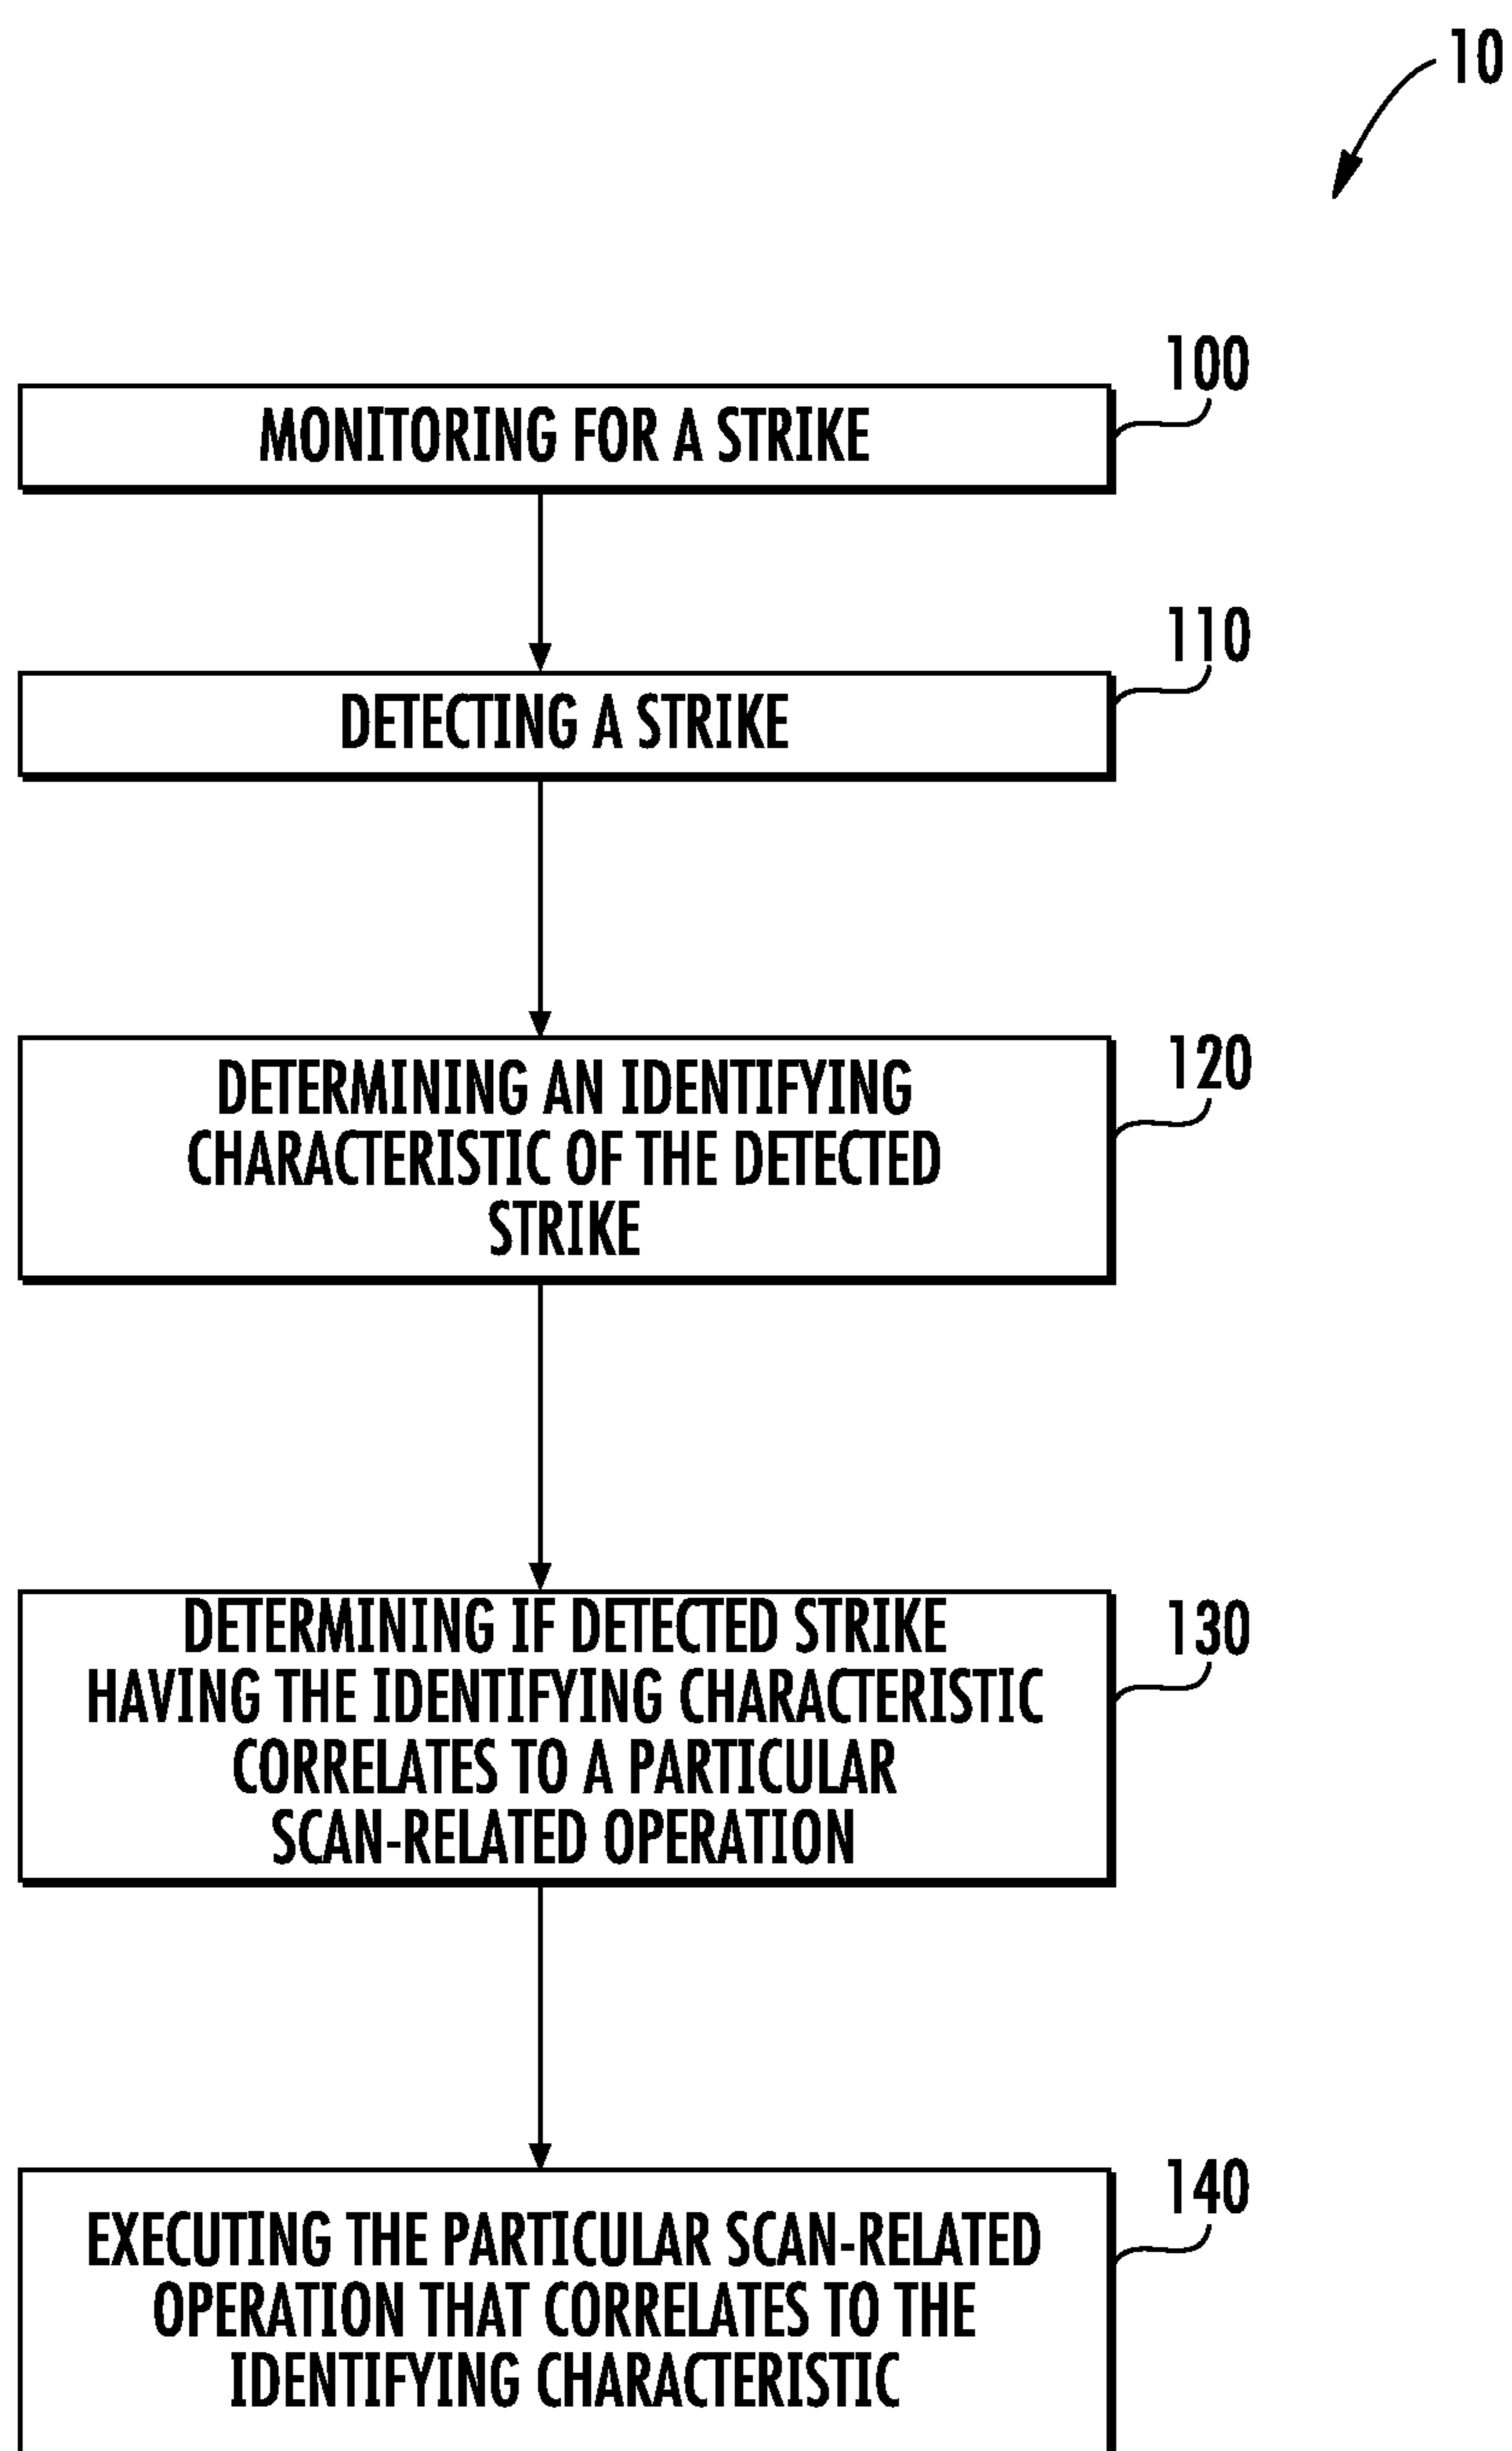 10
100
MONITORING FOR A STRIKE
110
DETECTING A STRIKE
120
DETERMINING AN IDENTIFYING
CHARACTERISTIC OF THE DETECTED
STRIKE
130
DETERMINING IF DETECTED STRIKE
HAVING THE IDENTIFYING CHARACTERISTIC
CORRELATES TO A PARTICULAR
SCAN-RELATED OPERATION
140
EXECUTING THE PARTICULAR SCAN-RELATED
OPERATION THAT CORRELATES TO THE
IDENTIFYING CHARACTERISTIC